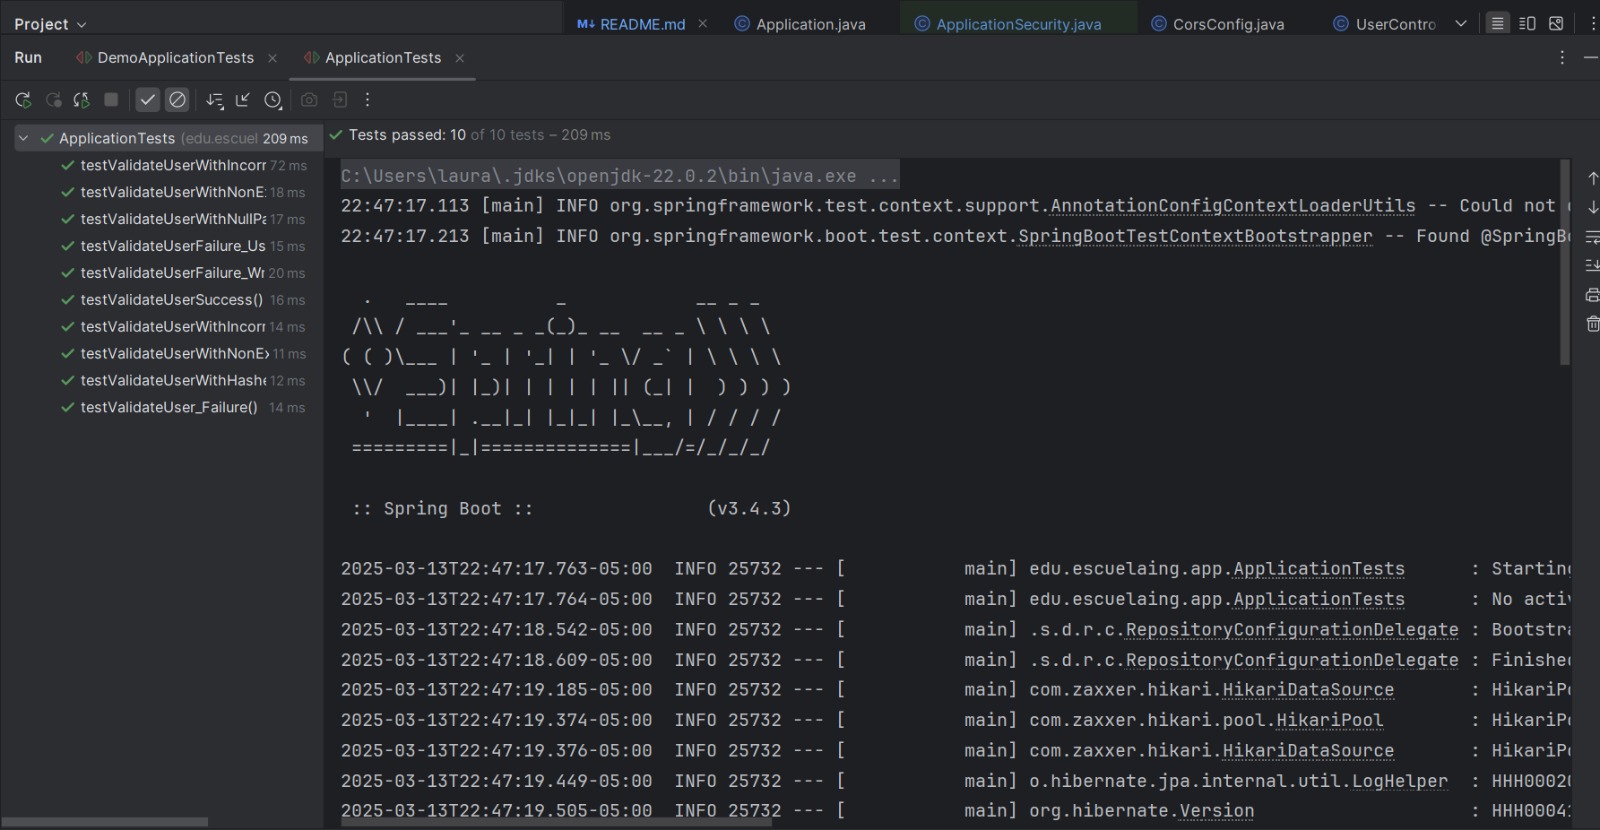 Project README.md Application.java ApplicationSecurity.java CorsConfig.java UserContro
Run DemoApplicationTests ApplicationTests
ApplicationTests (edu.escuel 209 ms
testValidateUserWithIncorr 72 ms
testValidateUserWithNonE 18 ms
testValidateUserWithNullPa 17 ms
testValidateUserFailure_Us 15 ms
testValidateUserFailure_Wr 20 ms
testValidateUserSuccess() 16 ms
testValidateUserWithIncorr 14 ms
testValidateUserWithNonEx 11 ms
testValidateUserWithHashe 12 ms
testValidateUser_Failure() 14 ms
Tests passed: 10 of 10 tests – 209 ms
C:\Users\laura\.jdks\openjdk-22.0.2\bin\java.exe ...
22:47:17.113 [main] INFO org.springframework.test.context.support.AnnotationConfigContextLoaderUtils -- Could not
22:47:17.213 [main] INFO org.springframework.boot.test.context.SpringBootTestContextBootstrapper -- Found @SpringBo
  .   ____          _            __ _ _
 /\\ / ___'_ __ _ _(_)_ __  __ _ \ \ \ \
( ( )\___ | '_ | '_| | '_ \/ _` | \ \ \ \
 \\/  ___)| |_)| | | | | || (_| |  ) ) ) )
  '  |____| .__|_| |_|_| |_\__, | / / / /
 =========|_|==============|___/=/_/_/_/
:: Spring Boot :: (v3.4.3)
2025-03-13T22:47:17.763-05:00 INFO 25732 --- [ main] edu.escuelaing.app.ApplicationTests : Starting
2025-03-13T22:47:17.764-05:00 INFO 25732 --- [ main] edu.escuelaing.app.ApplicationTests : No activ
2025-03-13T22:47:18.542-05:00 INFO 25732 --- [ main] .s.d.r.c.RepositoryConfigurationDelegate : Bootstra
2025-03-13T22:47:18.609-05:00 INFO 25732 --- [ main] .s.d.r.c.RepositoryConfigurationDelegate : Finished
2025-03-13T22:47:19.185-05:00 INFO 25732 --- [ main] com.zaxxer.hikari.HikariDataSource : HikariPo
2025-03-13T22:47:19.374-05:00 INFO 25732 --- [ main] com.zaxxer.hikari.pool.HikariPool : HikariPo
2025-03-13T22:47:19.376-05:00 INFO 25732 --- [ main] com.zaxxer.hikari.HikariDataSource : HikariPo
2025-03-13T22:47:19.449-05:00 INFO 25732 --- [ main] o.hibernate.jpa.internal.util.LogHelper : HHH00020
2025-03-13T22:47:19.505-05:00 INFO 25732 --- [ main] org.hibernate.Version : HHH00041